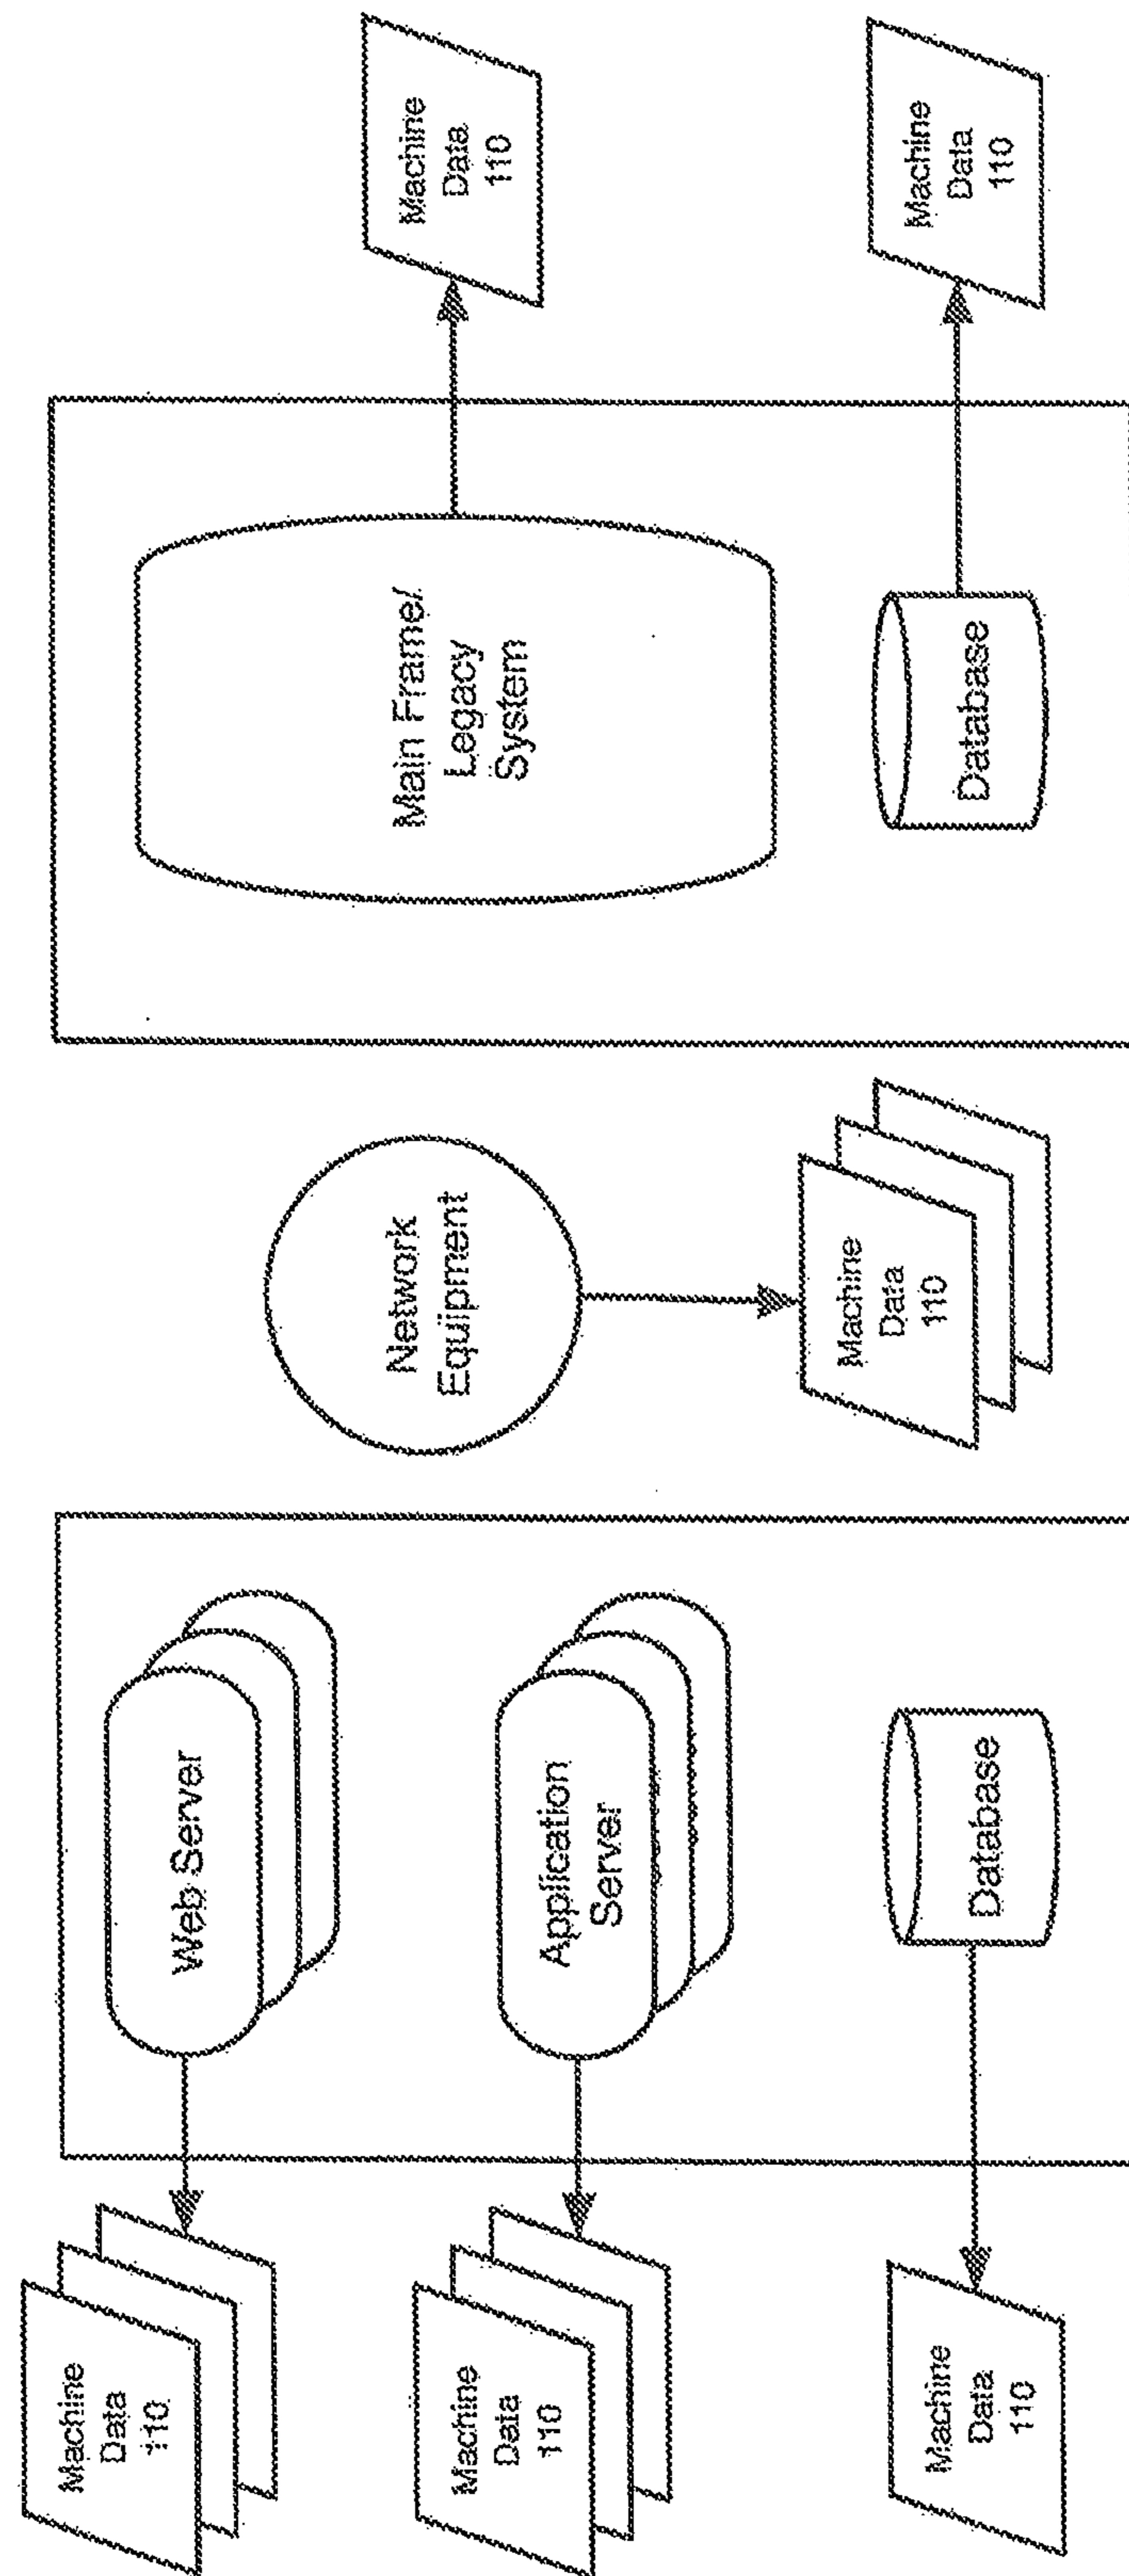 Machine
Data
110
Web Server
Machine
Data
110
Application
Server
Machine
Data
110
Database
Network
Equipment
Machine
Data
110
Main Frame/
Legacy
System
Machine
Data
110
Database
Machine
Data
110